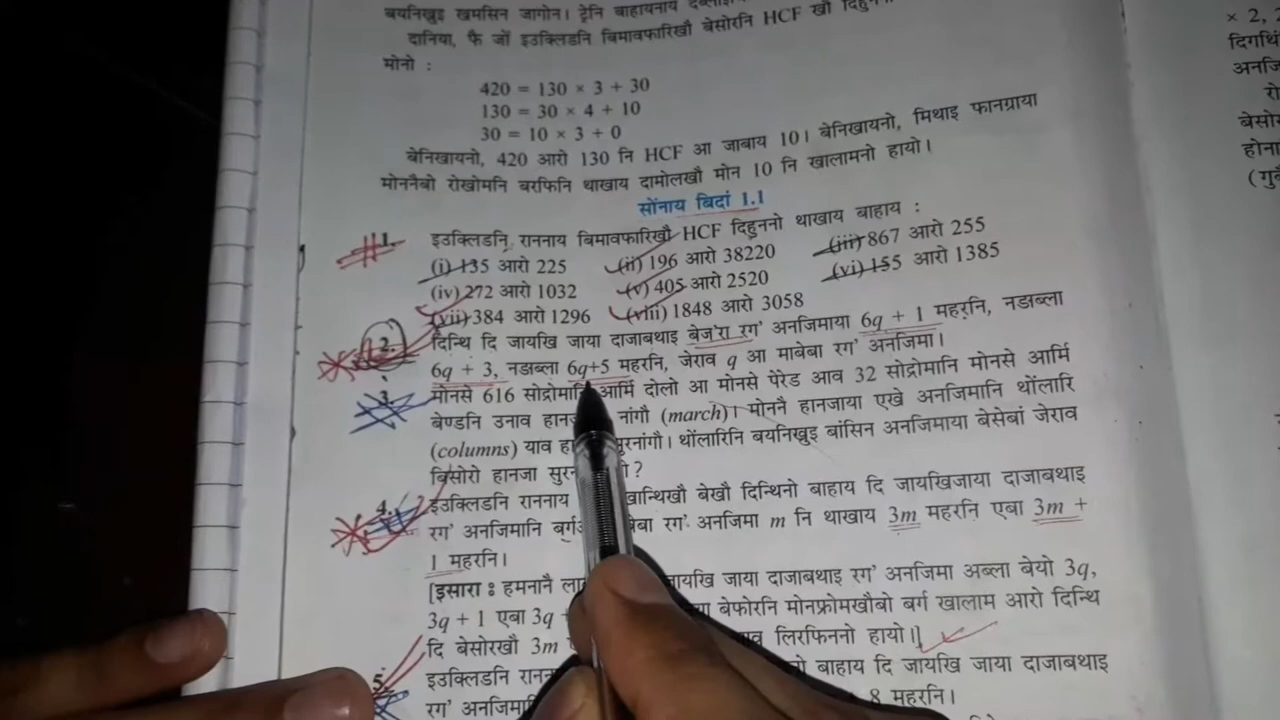 बयनिख्रुइ खमसिन जागोन। ट्रेनि बाहायनाय
दानिया, फै जों इउक्लिडनि बिमावफारिखौ बेसोरनि HCF खौ
मोनो :
420 = 130 × 3 + 30
130 = 30 × 4 + 10
30 = 10 × 3 + 0
बेनिखायनो, 420 आरो 130 नि HCF आ जाबाय 10। बेनिखायनो, मिथाइ फानग्राया
मोननैबो रोखोमनि बरफिनि थाखाय दामोलखौ मोन 10 नि खालामनो हायो।
सोंनाय बिदां 1.1
1. इउक्लिडनि राननाय बिमावफारिखौ HCF दिहुननो थाखाय बाहाय :
(i) 135 आरो 225 (ii) 196 आरो 38220 (iii) 867 आरो 255
(iv) 272 आरो 1032 (v) 405 आरो 2520 (vi) 155 आरो 1385
(vii) 384 आरो 1296 (viii) 1848 आरो 3058
2. दिन्थि दि जायखि जाया दाजाबथाइ बेज'रा रग' अनजिमाया 6q + 1 महरनि, नङाब्ला
6q + 3, नङाब्ला 6q+5 महरनि, जेराव q आ माबेबा रग' अनजिमा।
3. मोनसे 616 सोद्रोमानि आर्मि दोलो आ मोनसे पेरेड आव 32 सोद्रोमानि मोनसे आर्मि
बेण्डनि उनाव नांगौ (march)। मोननै हानजाया एखे अनजिमानि थोंलारि
(columns) याव सुरनांगौ। थोंलारिनि बयनिख्रुइ बांसिन अनजिमाया बेसेबां जेराव
बिसोरो हानजा
4. इउक्लिडनि राननाय खान्थिखौ बेखौ दिन्थिनो बाहाय दि जायखिजाया दाजाबथाइ
रग' अनजिमानि रग' अनजिमा m नि थाखाय 3m महरनि एबा 3m +
1 महरनि।
[इसारा : हमनानै जायखि जाया दाजाबथाइ रग' अनजिमा अब्ला बेयो 3q,
3q + 1 एबा 3q बेफोरनि मोनफ्रोमखौबो बर्ग खालाम आरो दिन्थि
दि बेसोरखौ 3m लिरफिननो हायो।]
5. इउक्लिडनि बाहाय दि जायखि जाया दाजाबथाइ
रग' 8 महरनि।
× 2,
बेसो
होना